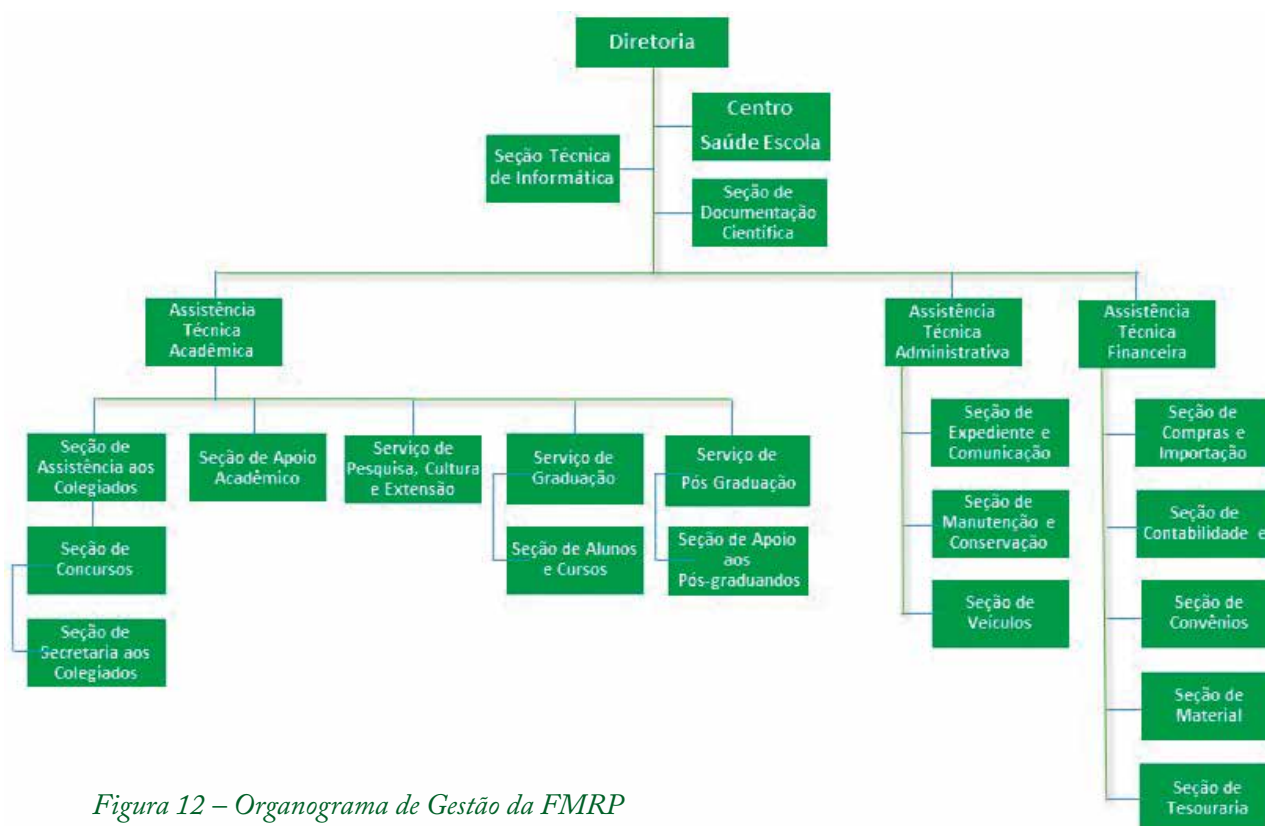 Diretoria
Centro
Saúde Escola
Seção Técnica
de Informática
Seção de
Documentação
Científica
Assistência
Técnica
Acadêmica
Assistência
Técnica
Administrativa
Assistência
Técnica
Financeira
Seção de
Assistência aos
Colegiados
Seção de Apoio
Acadêmico
Serviço de
Pesquisa, Cultura
e Extensão
Serviço de
Graduação
Serviço de
Pós Graduação
Seção de
Concursos
Seção de Alunos
e Cursos
Seção de Apoio
aos
Pós-graduandos
Seção de
Secretaria aos
Colegiados
Seção de
Expediente e
Comunicação
Seção de
Manutenção e
Conservação
Seção de
Veículos
Seção de
Compras e
Importação
Seção de
Contabilidade e
Seção de
Convênios
Seção de
Material
Seção de
Tesouraria
Figura 12 – Organograma de Gestão da FMRP